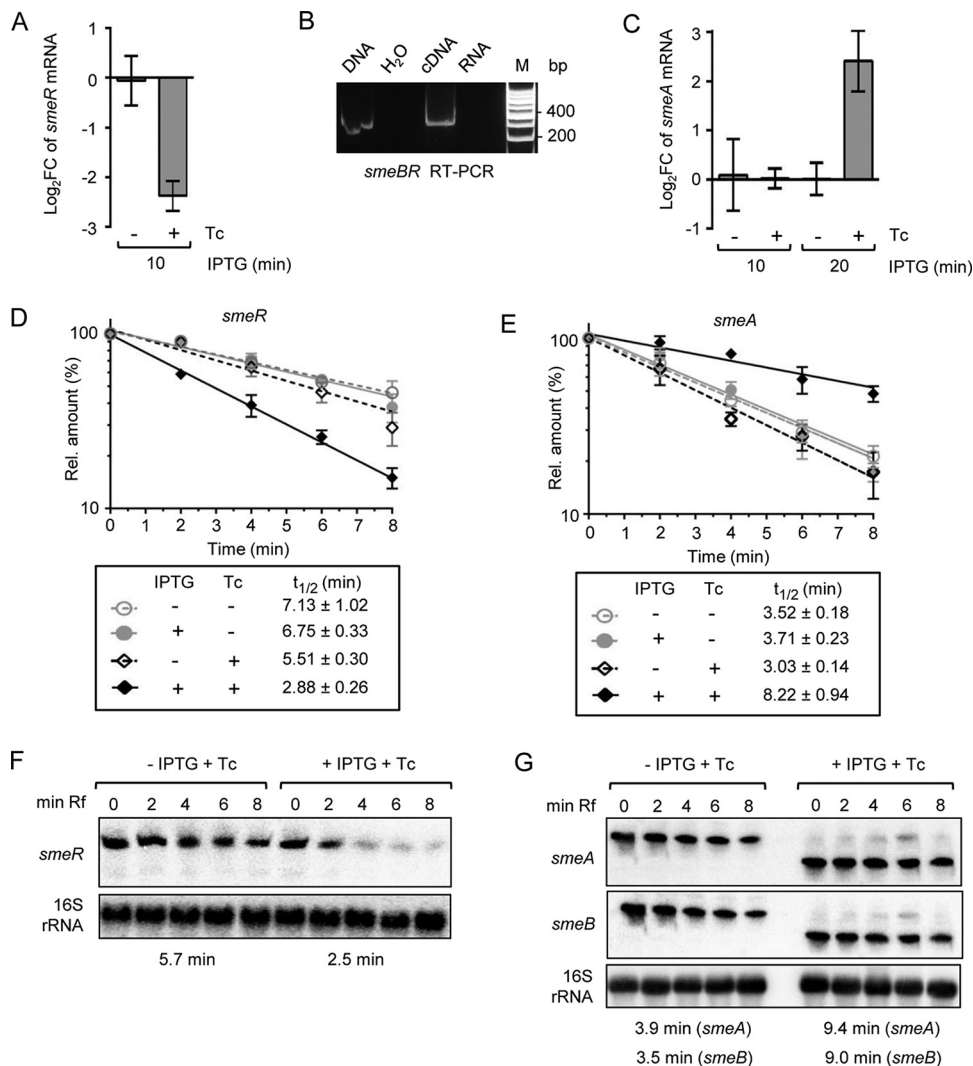 A
Log2FC of smeR mRNA
1
0
-1
-2
-3
- + Tc
10 IPTG (min)
B
DNA H2O cDNA RNA M bp
400
200
smeBR RT-PCR
C
Log2FC of smeA mRNA
3
2
1
0
-1
- + - + Tc
10 20 IPTG (min)
D
smeR
Rel. amount (%)
100
10
0 1 2 3 4 5 6 7 8
Time (min)
IPTG Tc t1/2 (min)
- - 7.13 ± 1.02
+ - 6.75 ± 0.33
- + 5.51 ± 0.30
+ + 2.88 ± 0.26
E
smeA
Rel. amount (%)
100
10
0 1 2 3 4 5 6 7 8
Time (min)
IPTG Tc t1/2 (min)
- - 3.52 ± 0.18
+ - 3.71 ± 0.23
- + 3.03 ± 0.14
+ + 8.22 ± 0.94
F
- IPTG + Tc + IPTG + Tc
min Rf 0 2 4 6 8 0 2 4 6 8
smeR
16S
rRNA
5.7 min 2.5 min
G
- IPTG + Tc + IPTG + Tc
min Rf 0 2 4 6 8 0 2 4 6 8
smeA
smeB
16S
rRNA
3.9 min (smeA) 9.4 min (smeA)
3.5 min (smeB) 9.0 min (smeB)